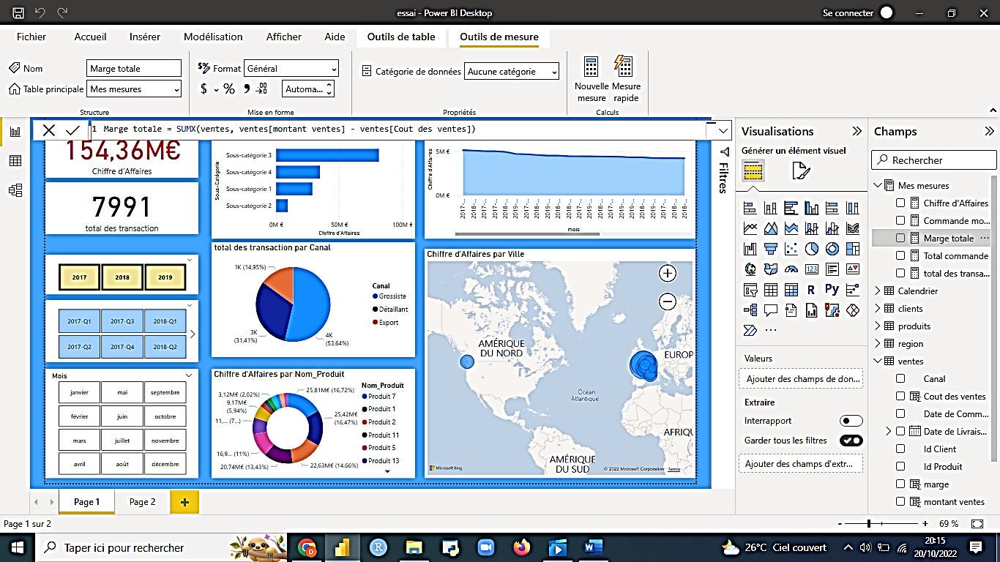 essai - Power BI Desktop
Se connecter
Fichier Accueil Insérer Modélisation Afficher Aide Outils de table Outils de mesure
Nom Marge totale
Format Général
Catégorie de données Aucune catégorie
Table principale Mes mesures
$ % Automa...
Nouvelle mesure
Mesure rapide
Structure Mise en forme Propriétés Calculs
1 Marge totale = SUMX(ventes, ventes[montant ventes] - ventes[Cout des ventes])
154,36M€
Chiffre d'Affaires
7991
total des transaction
2017 2018 2019
2017-Q1 2017-Q3 2018-Q1
2017-Q2 2017-Q4 2018-Q2
Mois
janvier mai septembre
février juin octobre
mars juillet novembre
avril août décembre
Sous-Catégorie
Sous-catégorie 3
Sous-catégorie 4
Sous-catégorie 1
Sous-catégorie 2
0M € 50M € 100M €
Chiffre d'Affaires
total des transaction par Canal
1K (14,95%)
3K
(31,41%)
4K
(53,64%)
Canal
Grossiste
Détaillant
Export
Chiffre d'Affaires par Nom_Produit
3,12M€ (2,02%)
9,17M€
(5,94%)
11,... (7...)
16,9... (11%)
20,74M€ (13,43%)
22,63M€ (14,66%)
25,42M€
(16,47%)
25,81M€ (16,72%)
Nom_Produit
Produit 7
Produit 1
Produit 2
Produit 11
Produit 5
Produit 13
Chiffre d'Affaires
5M €
0M €
2017-... 2018-... 2018-... 2017-... 2018-... 2018-... 2018-... 2017-... 2018-... 2018-... 2018-... 2018-... 2017-... 2018-... 2018-... 2018-... 2017-... 2018-...
mois
Chiffre d'Affaires par Ville
AMÉRIQUE
DU NORD
EUROP
Océan
Atlantique
AFRIQU
AMÉRIQUE
DU SUD
Microsoft Bing
© 2022 Microsoft Corporation Terms
Filtres
Visualisations
Générer un élément visuel
123
R Py
...
Valeurs
Ajouter des champs de don...
Extraire
Interrapport
Garder tous les filtres
Ajouter des champs d'extr...
Champs
Rechercher
Mes mesures
Chiffre d'Affaires
Commande mo...
Marge totale ...
Total commande
total des transa...
Calendrier
clients
produits
region
ventes
Canal
Cout des ventes
Date de Comm...
Date de Livrais...
Id Client
Id Produit
marge
montant ventes
Page 1 Page 2 +
Page 1 sur 2
- + 69 %
Taper ici pour rechercher
26°C Ciel couvert
20:15
20/10/2022